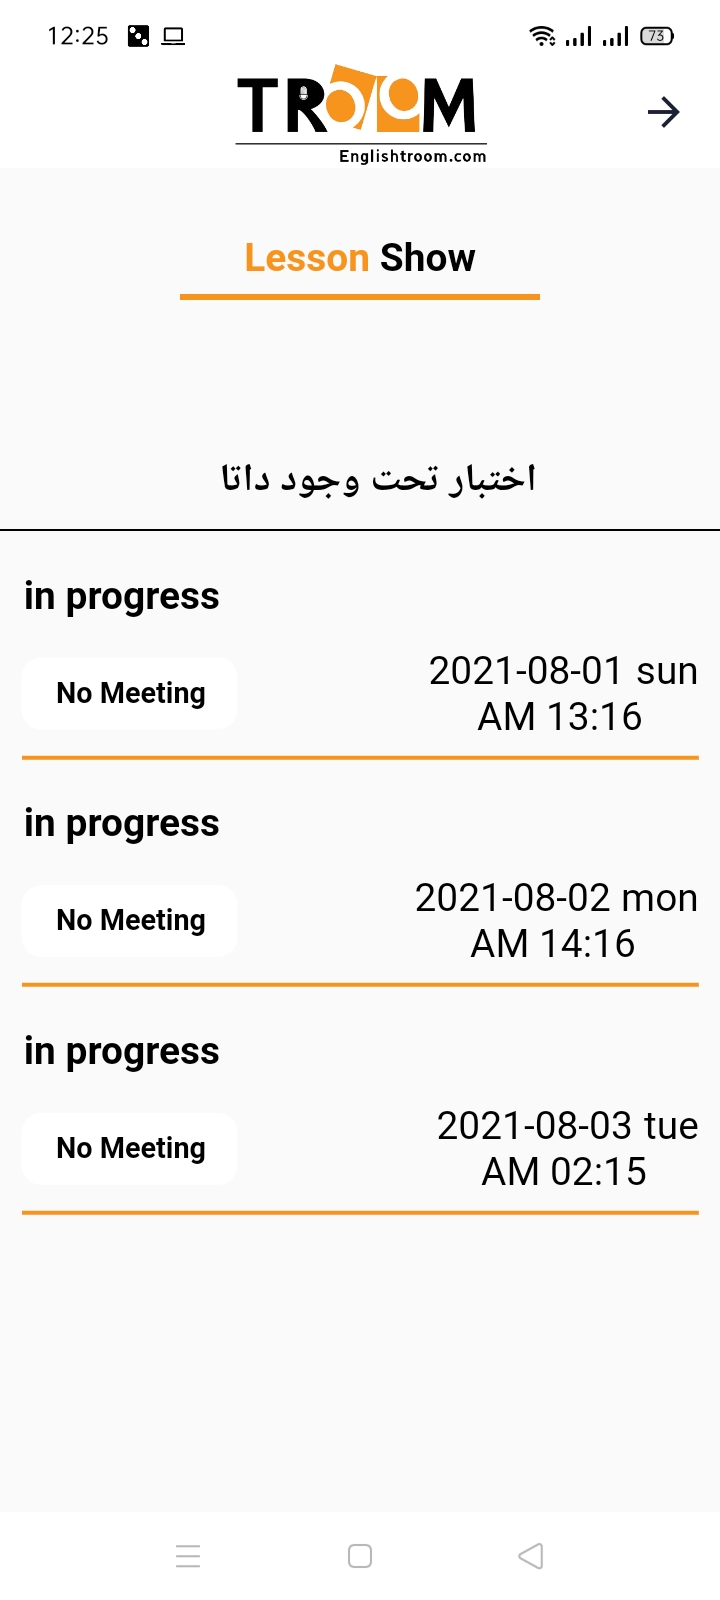 12:25
73
TROOM
Englishtroom.com
Lesson Show
اختبار تحت وجود داتا
in progress
No Meeting
2021-08-01 sun
AM 13:16
in progress
No Meeting
2021-08-02 mon
AM 14:16
in progress
No Meeting
2021-08-03 tue
AM 02:15